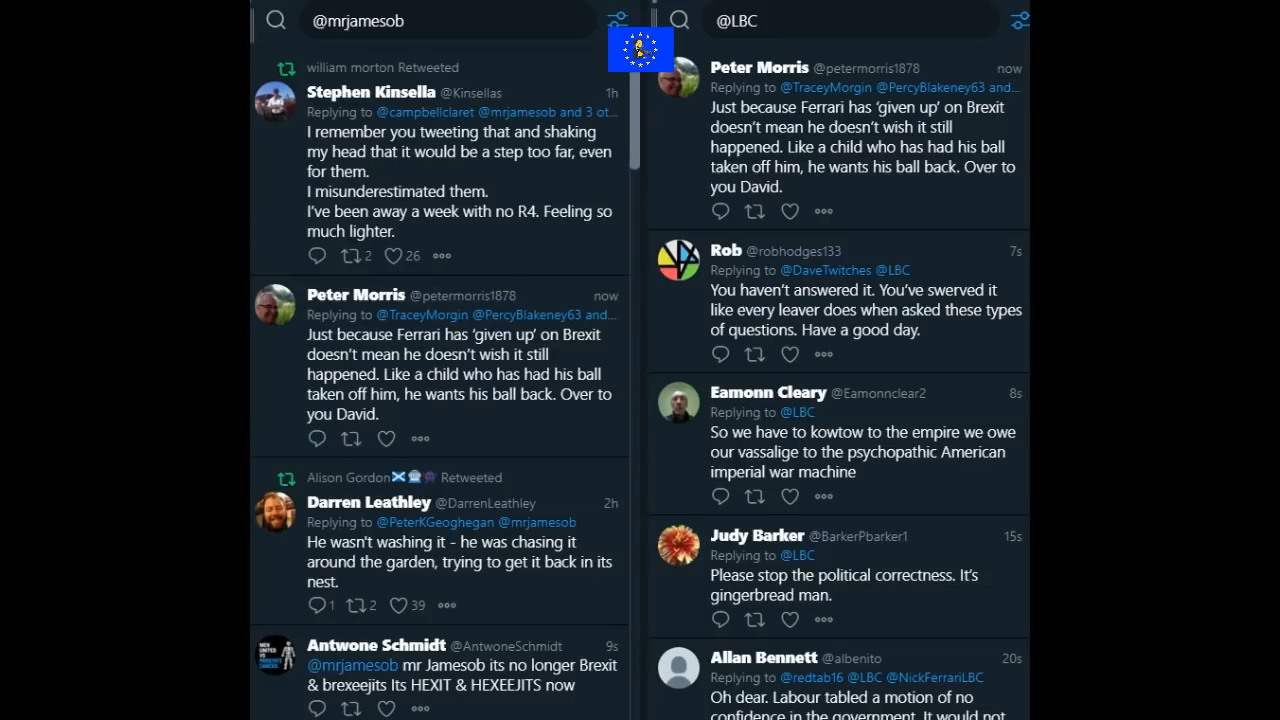 @mrjamesob
william morton Retweeted
Stephen Kinsella @Kinsellas 1h
Replying to @campbellclaret @mrjamesob and 3 ot...
I remember you tweeting that and shaking
my head that it would be a step too far, even
for them.
I misunderestimated them.
I've been away a week with no R4. Feeling so
much lighter.
2 26
Peter Morris @petermorris1878 now
Replying to @TraceyMorgin @PercyBlakeney63 and...
Just because Ferrari has ‘given up’ on Brexit
doesn’t mean he doesn’t wish it still
happened. Like a child who has had his ball
taken off him, he wants his ball back. Over to
you David.
Alison Gordon Retweeted
Darren Leathley @DarrenLeathley 2h
Replying to @PeterKGeoghegan @mrjamesob
He wasn't washing it - he was chasing it
around the garden, trying to get it back in its
nest.
1 2 39
Antwone Schmidt @AntwoneSchmidt 9s
@mrjamesob mr Jamesob its no longer Brexit
& brexeejits Its HEXIT & HEXEEJITS now
@LBC
Peter Morris @petermorris1878 now
Replying to @TraceyMorgin @PercyBlakeney63 and...
Just because Ferrari has ‘given up’ on Brexit
doesn’t mean he doesn’t wish it still
happened. Like a child who has had his ball
taken off him, he wants his ball back. Over to
you David.
Rob @robhodges133 7s
Replying to @DaveTwitches @LBC
You haven’t answered it. You’ve swerved it
like every leaver does when asked these types
of questions. Have a good day.
Eamonn Cleary @Eamonnclear2 8s
Replying to @LBC
So we have to kowtow to the empire we owe
our vassalige to the psychopathic American
imperial war machine
Judy Barker @BarkerPbarker1 15s
Replying to @LBC
Please stop the political correctness. It’s
gingerbread man.
Allan Bennett @albenito 20s
Replying to @redtab16 @LBC @NickFerrariLBC
Oh dear. Labour tabled a motion of no
confidence in the government. It would not